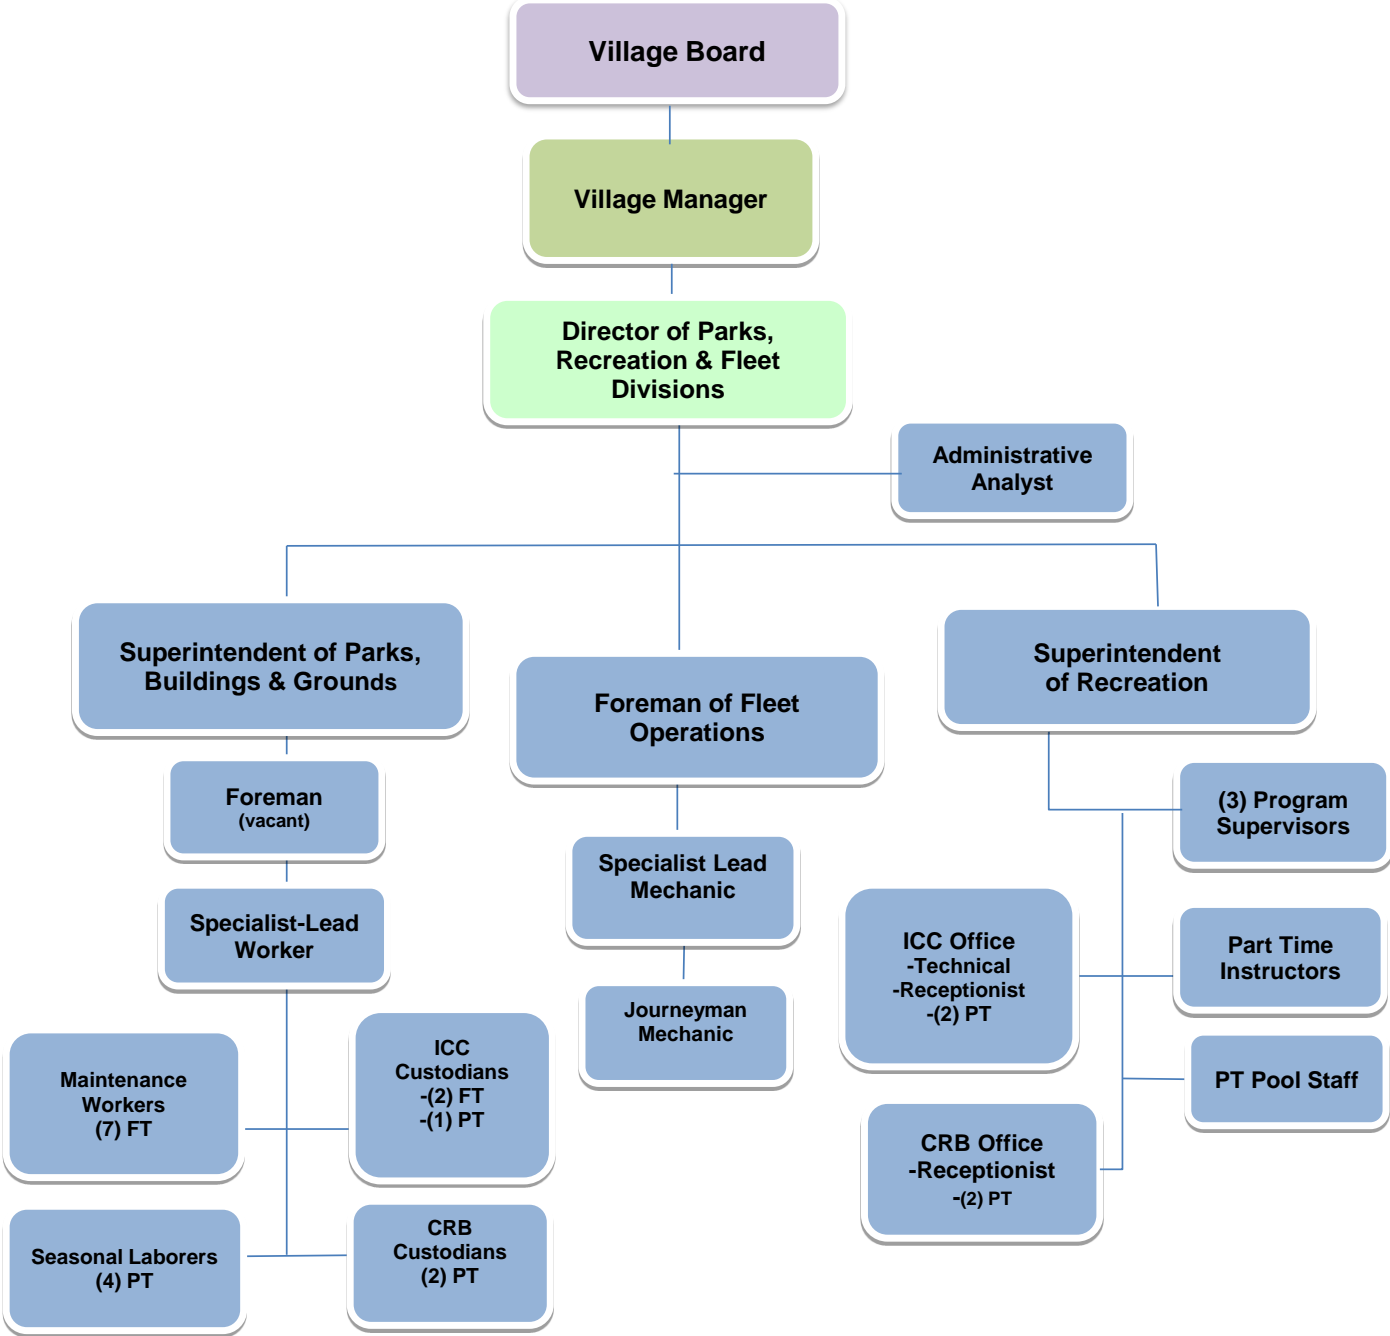 Village Board
Village Manager
Director of Parks,
Recreation & Fleet
Divisions
Administrative
Analyst
Superintendent of Parks,
Buildings & Grounds
Foreman
(vacant)
Specialist-Lead
Worker
Maintenance
Workers
(7) FT
ICC
Custodians
-(2) FT
-(1) PT
Seasonal Laborers
(4) PT
CRB
Custodians
(2) PT
Foreman of Fleet
Operations
Specialist Lead
Mechanic
Journeyman
Mechanic
Superintendent
of Recreation
(3) Program
Supervisors
ICC Office
-Technical
-Receptionist
-(2) PT
Part Time
Instructors
PT Pool Staff
CRB Office
-Receptionist
-(2) PT